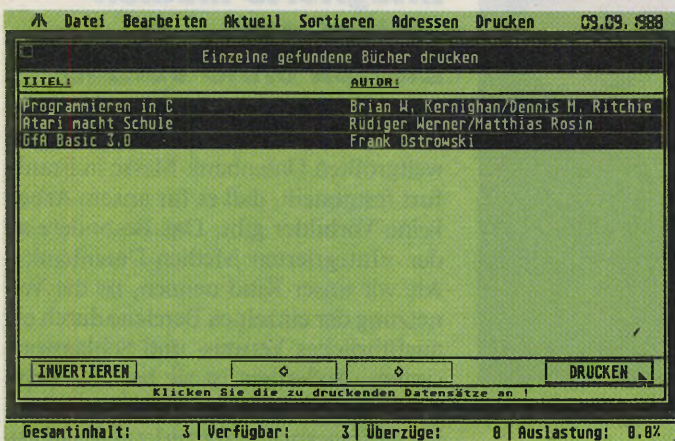 Datei Bearbeiten Aktuell Sortieren Adressen Drucken 09.09.1988
Einzelne gefundene Bücher drucken
TITEL: AUTOR:
Programmieren in C Brian W. Kernighan/Dennis M. Ritchie
Atari macht Schule Rüdiger Werner/Matthias Rosin
GfA Basic 3.0 Frank Ostrowski
INVERTIEREN DRUCKEN
Klicken Sie die zu druckenden Datensätze an !
Gesamtinhalt: 3 | Verfügbar: 3 | Überzüge: 0 | Auslastung: 0.0%